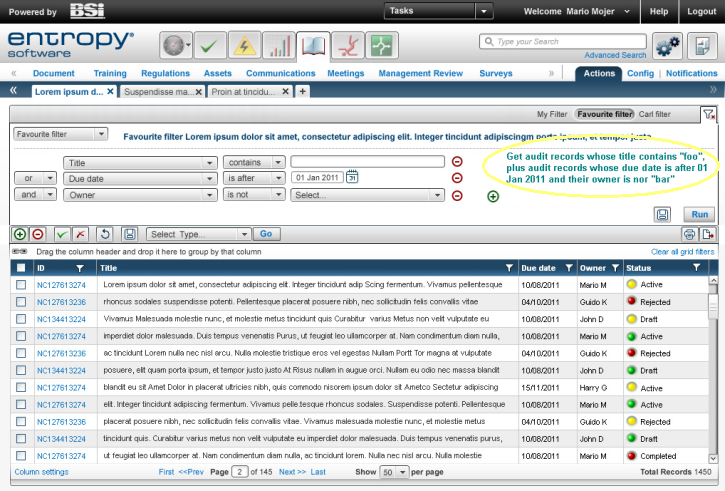 Powered by BSi Tasks Welcome Mario Mojer Help Logout
entropy software Type your Search Advanced Search
« Document Training Regulations Assets Communications Meetings Management Review Surveys » Actions Config | Notifications
« Lorem ipsum d... X Suspendisse ma...X Proin at tincidu... X + »
My Filter Favourite filter Carl filter
Favourite filter Favourite filter Lorem ipsum dolor sit amet, consectetur adipiscing elit. Integer tincidunt adipiscingm porta ipsum, et tempor justo
Title contains
or Due date is after 01 Jan 2011
and Owner is not Select...
Get audit records whose title contains "foo",
plus audit records whose due date is after 01
Jan 2011 and their owner is nor "bar"
Run
Select Type... Go
Drag the column header and drop it here to group by that column Clear all grid filters
ID Title Due date Owner Status
NC127613274 Lorem ipsum dolor sit amet, consectetur adipiscing elit. Integer tincidunt adip Scing fermentum. Vivamus pellentesque 10/08/2011 Mario M Active
NC127613236 rhoncus sodales suspendisse potenti. Pellentesque placerat posuere nibh, nec sollicitudin felis convallis vitae 04/10/2011 Guido K Rejected
NC134413224 Vivamus Malesuada molestie nunc, et molestie metus tincidunt quis Curabitur varius Metus non velit vulputate eu 10/08/2011 John D Draft
NC127613274 imperdiet dolor malesuada. Duis tempus venenatis Purus, ut feugiat leo ullamcorper at. Nam condimentum diam nulla, 10/08/2011 Mario M Active
NC127613236 ac tincidunt Lorem nulla nec nisl arcu. Nulla molestie tristique eros vel egestas Nullam Portt Tor magna at vulputate 04/10/2011 Guido K Rejected
NC134413224 posuere, elit quam porta ipsum, et tempor justo justo At Risus nullam in augue orci. Nullam eu odio nec massa blandit 10/08/2011 John D Draft
NC127613274 blandit eu sit Amet Dolor in placerat ultricies nibh, quis commodo nisorem ipsum dolor sit Ametco Sectetur adipiscing 15/11/2011 Harry G Active
NC127613274 elit. Integer tincidunt adipiscing fermentum. Vivamus pelle.tesque rhoncus sodales. Suspendisse potenti. Pellentesque 10/08/2011 Mario M Active
NC127613236 placerat posuere nibh, nec sollicitudin felis convallis vitae. Vivamus malesuada molestie nunc, et molestie metus 04/10/2011 Guido K Rejected
NC134413224 tincidunt quis. Curabitur varius metus non velit vulputate eu imperdiet dolor malesuada. Duis tempus venenatis purus, 10/08/2011 John D Draft
NC127613274 ut feugiat leo ullamcorper at. Nam condimentum diam nulla, nec facilisis nulla. Nulla molestie 10/08/2011 Mario M Completed
Column settings First <<Prev Page 2 of 145 Next>> Last Show 50 per page Total Records 1450